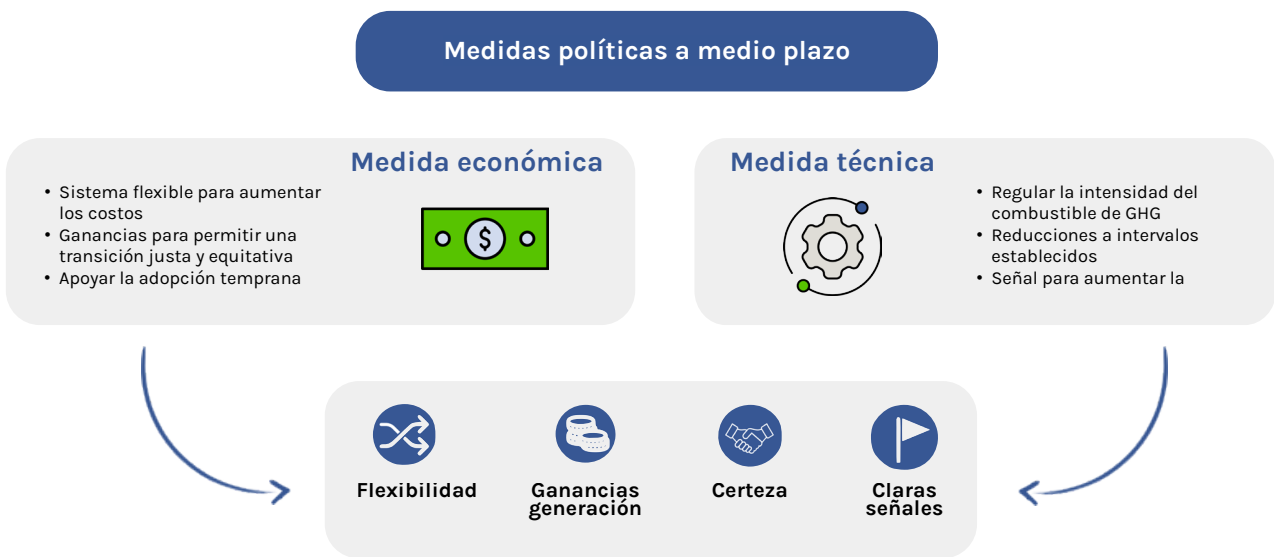 Medidas políticas a medio plazo
Medida económica
• Sistema flexible para aumentar
los costos
• Ganancias para permitir una
transición justa y equitativa
• Apoyar la adopción temprana
$
Medida técnica
• Regular la intensidad del
combustible de GHG
• Reducciones a intervalos
establecidos
• Señal para aumentar la
Flexibilidad
Ganancias
generación
Certeza
Claras
señales